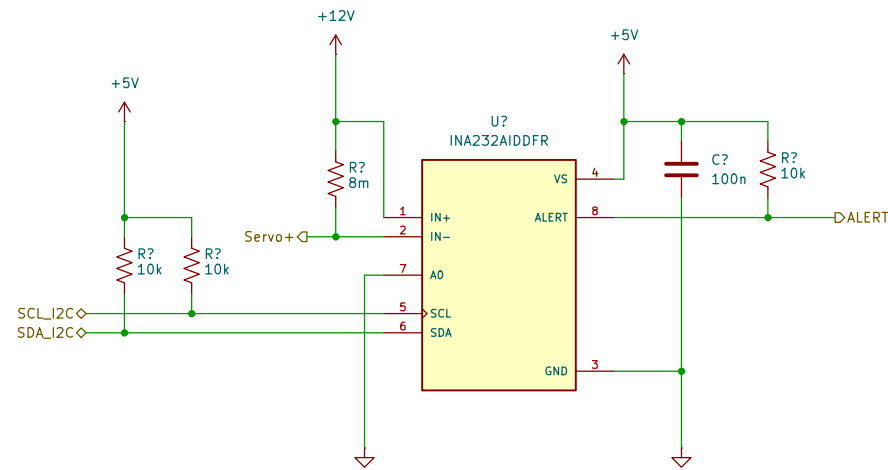 +12V
+5V
+5V
U?
INA232AIDDFR
R?
8m
C?
100n
R?
10k
VS
4
1
IN+
ALERT
8
ALERT
Servo+
2
IN-
R?
10k
R?
10k
7
A0
SCL_I2C
5
SCL
SDA_I2C
6
SDA
GND
3